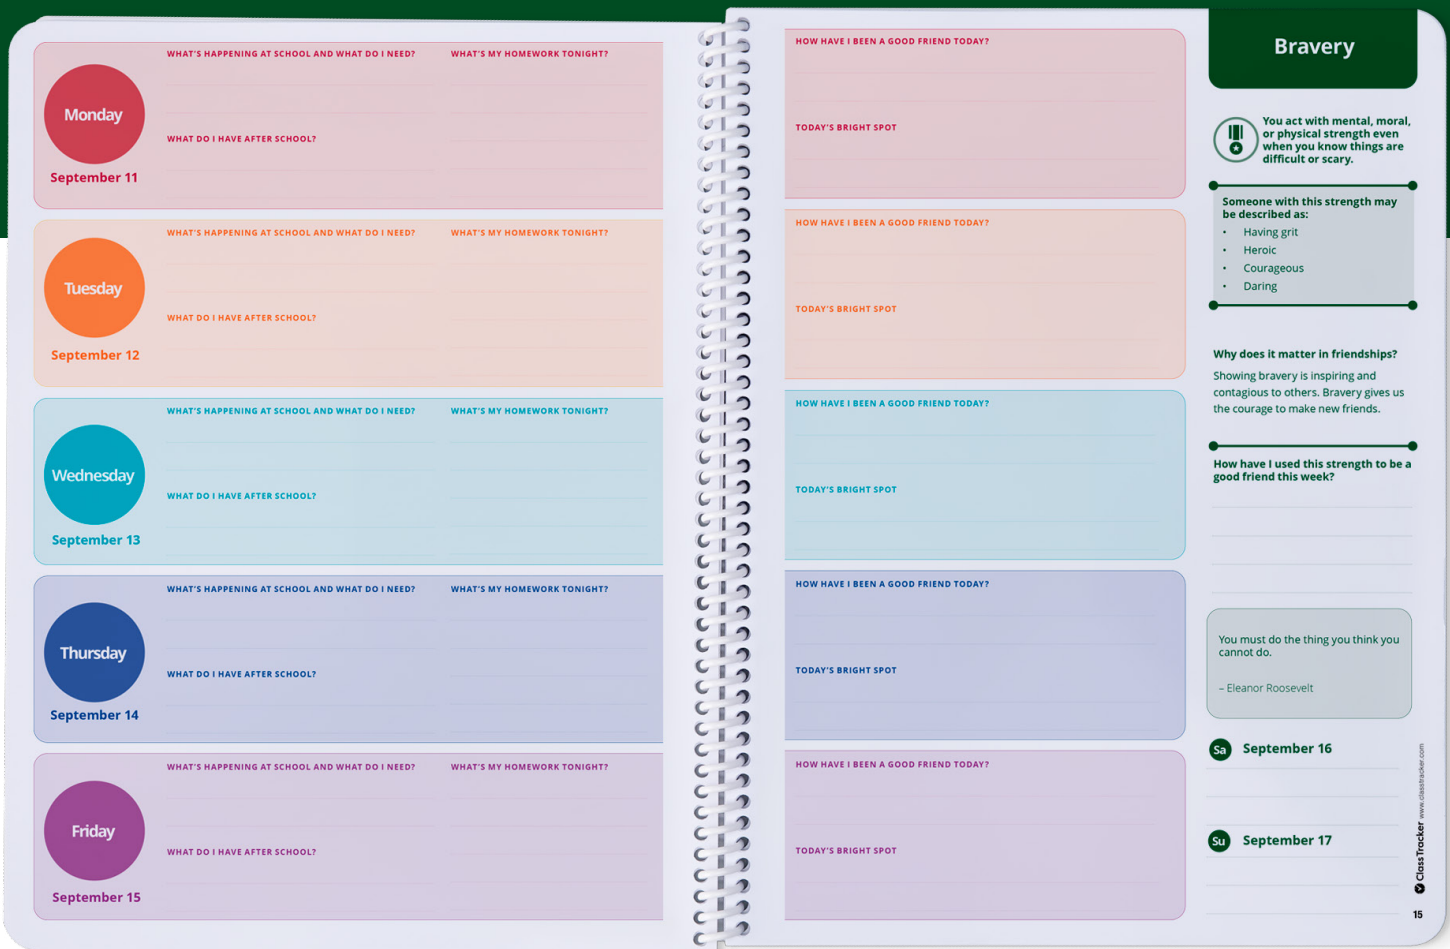 WHAT'S HAPPENING AT SCHOOL AND WHAT DO I NEED?
WHAT'S MY HOMEWORK TONIGHT?
Monday
WHAT DO I HAVE AFTER SCHOOL?
September 11
WHAT'S HAPPENING AT SCHOOL AND WHAT DO I NEED?
WHAT'S MY HOMEWORK TONIGHT?
Tuesday
WHAT DO I HAVE AFTER SCHOOL?
September 12
WHAT'S HAPPENING AT SCHOOL AND WHAT DO I NEED?
WHAT'S MY HOMEWORK TONIGHT?
Wednesday
WHAT DO I HAVE AFTER SCHOOL?
September 13
WHAT'S HAPPENING AT SCHOOL AND WHAT DO I NEED?
WHAT'S MY HOMEWORK TONIGHT?
Thursday
WHAT DO I HAVE AFTER SCHOOL?
September 14
WHAT'S HAPPENING AT SCHOOL AND WHAT DO I NEED?
WHAT'S MY HOMEWORK TONIGHT?
Friday
WHAT DO I HAVE AFTER SCHOOL?
September 15
HOW HAVE I BEEN A GOOD FRIEND TODAY?
TODAY'S BRIGHT SPOT
HOW HAVE I BEEN A GOOD FRIEND TODAY?
TODAY'S BRIGHT SPOT
HOW HAVE I BEEN A GOOD FRIEND TODAY?
TODAY'S BRIGHT SPOT
HOW HAVE I BEEN A GOOD FRIEND TODAY?
TODAY'S BRIGHT SPOT
HOW HAVE I BEEN A GOOD FRIEND TODAY?
TODAY'S BRIGHT SPOT
Bravery
You act with mental, moral,
or physical strength even
when you know things are
difficult or scary.
Someone with this strength may
be described as:
• Having grit
• Heroic
• Courageous
• Daring
Why does it matter in friendships?
Showing bravery is inspiring and
contagious to others. Bravery gives us
the courage to make new friends.
How have I used this strength to be a
good friend this week?
You must do the thing you think you
cannot do.
– Eleanor Roosevelt
Sa September 16
Su September 17
ClassTracker www.classtracker.com
15